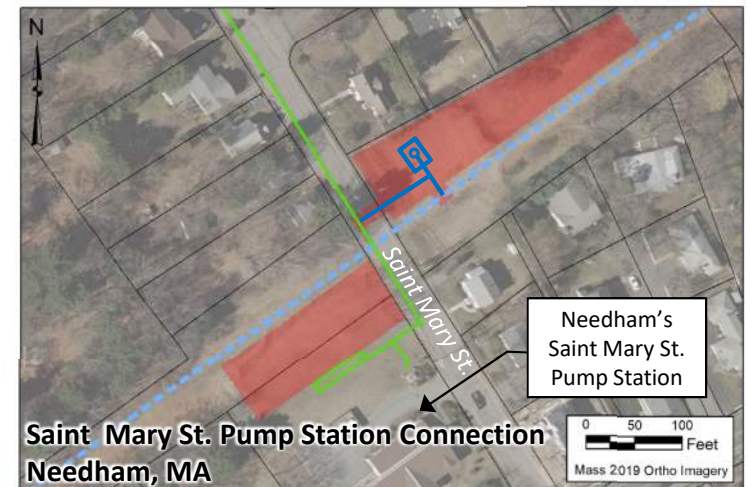 N
Saint Mary St.
Needham's
Saint Mary St.
Pump Station
Saint Mary St. Pump Station Connection
Needham, MA
0 50 100
Feet
Mass 2019 Ortho Imagery